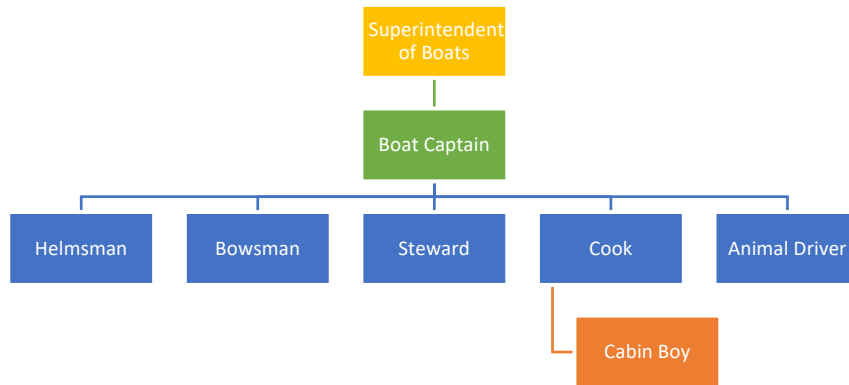 Superintendent
of Boats
Boat Captain
Helmsman
Bowsman
Steward
Cook
Animal Driver
Cabin Boy